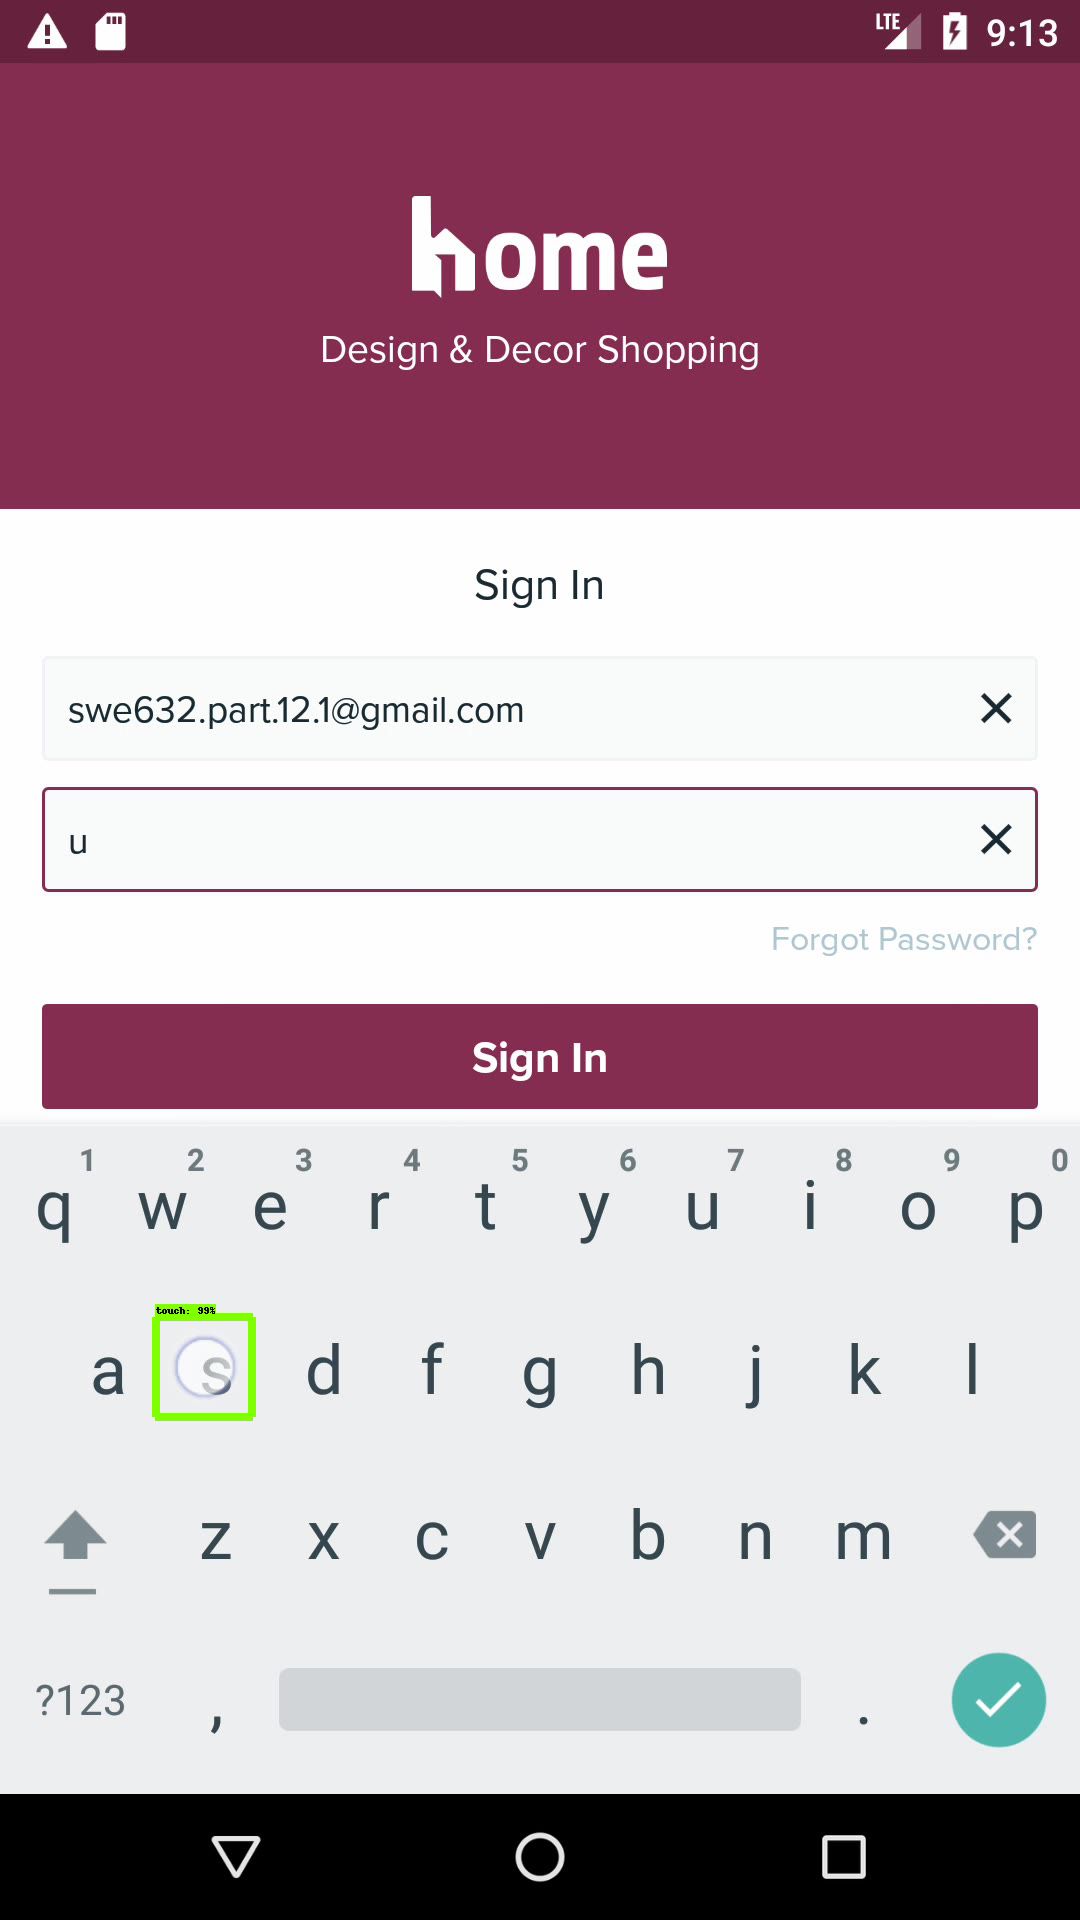 LTE 9:13
home
Design & Decor Shopping
Sign In
swe632.part.12.1@gmail.com
u
Forgot Password?
Sign In
1 2 3 4 5 6 7 8 9 0
q w e r t y u i o p
touch: 99%
a s d f g h j k l
z x c v b n m
?123 , .